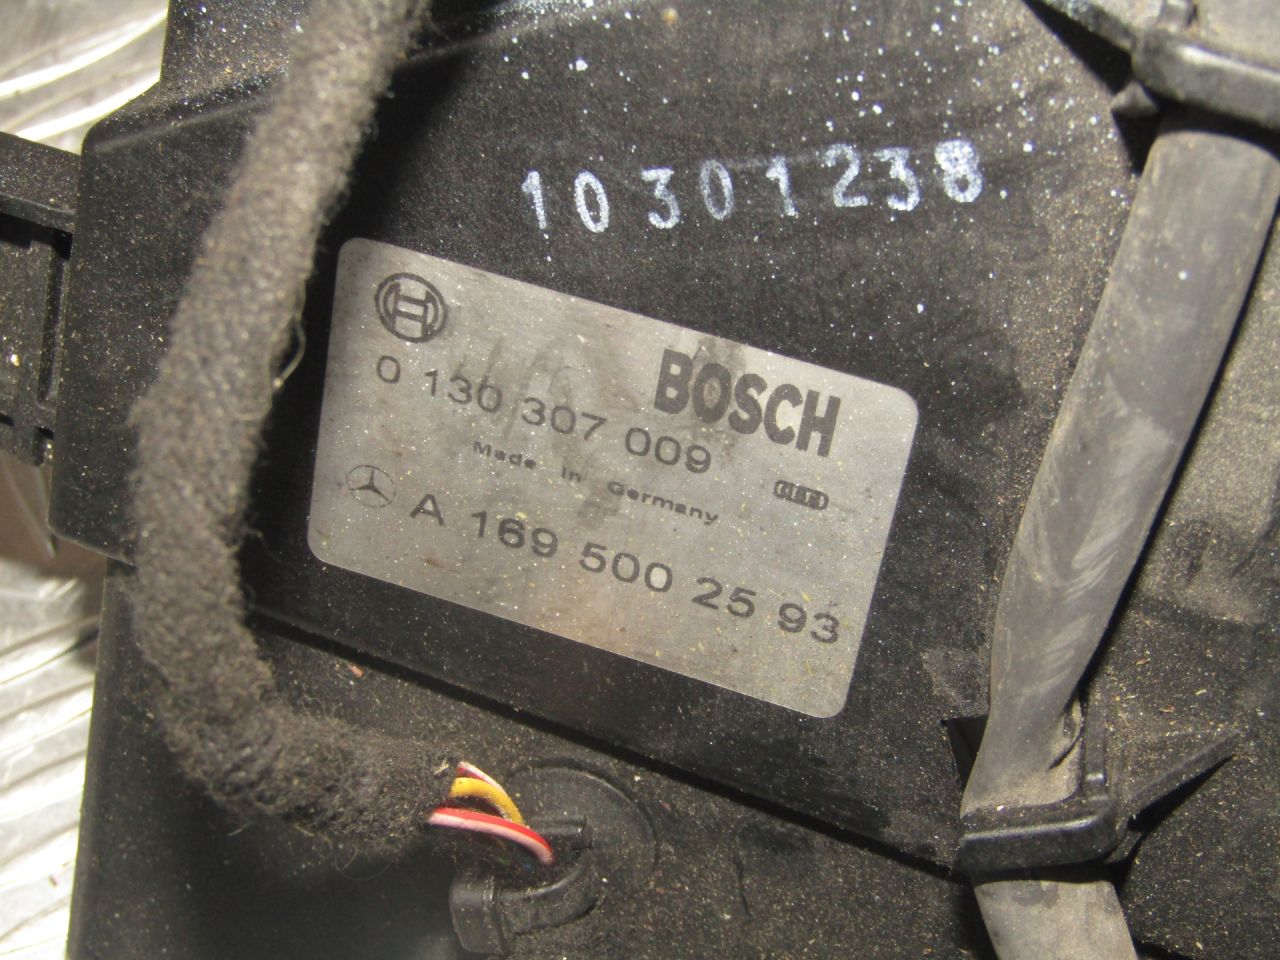 10301238
BOSCH
0 130 307 009
Made in Germany
A 169 500 25 93